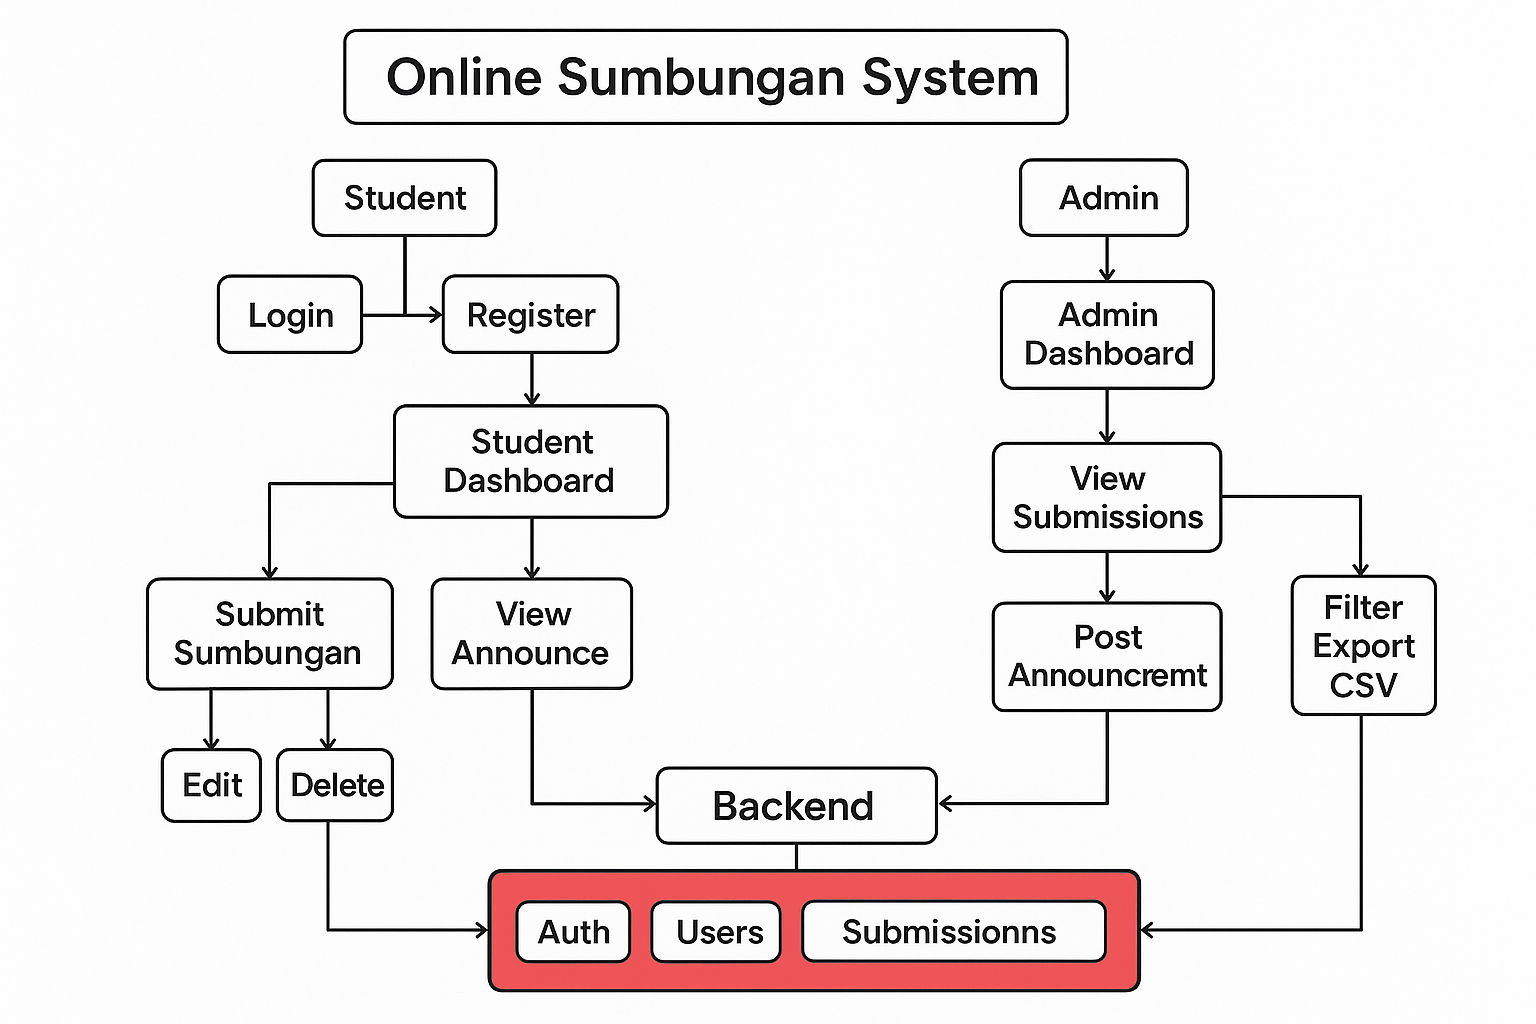 Online Sumbungan System
Student
Admin
Login
Register
Admin
Dashboard
Student
Dashboard
View
Submissions
Submit
Sumbungan
View
Announce
Post
Announcremt
Filter
Export
CSV
Edit
Delete
Backend
Auth
Users
Submissionns